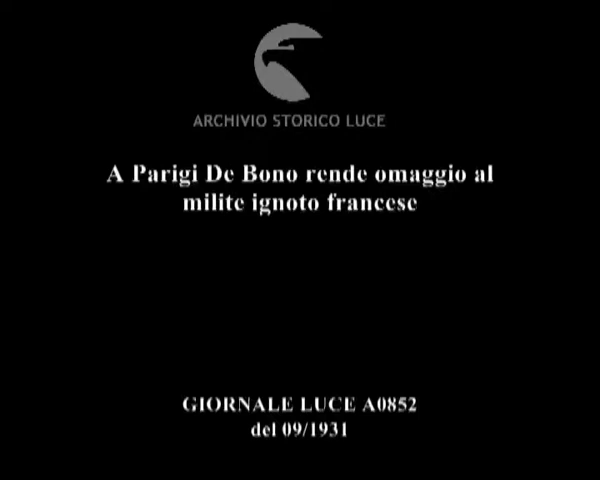 ARCHIVIO STORICO LUCE
A Parigi De Bono rende omaggio al
milite ignoto francese
GIORNALE LUCE A0852
del 09/1931